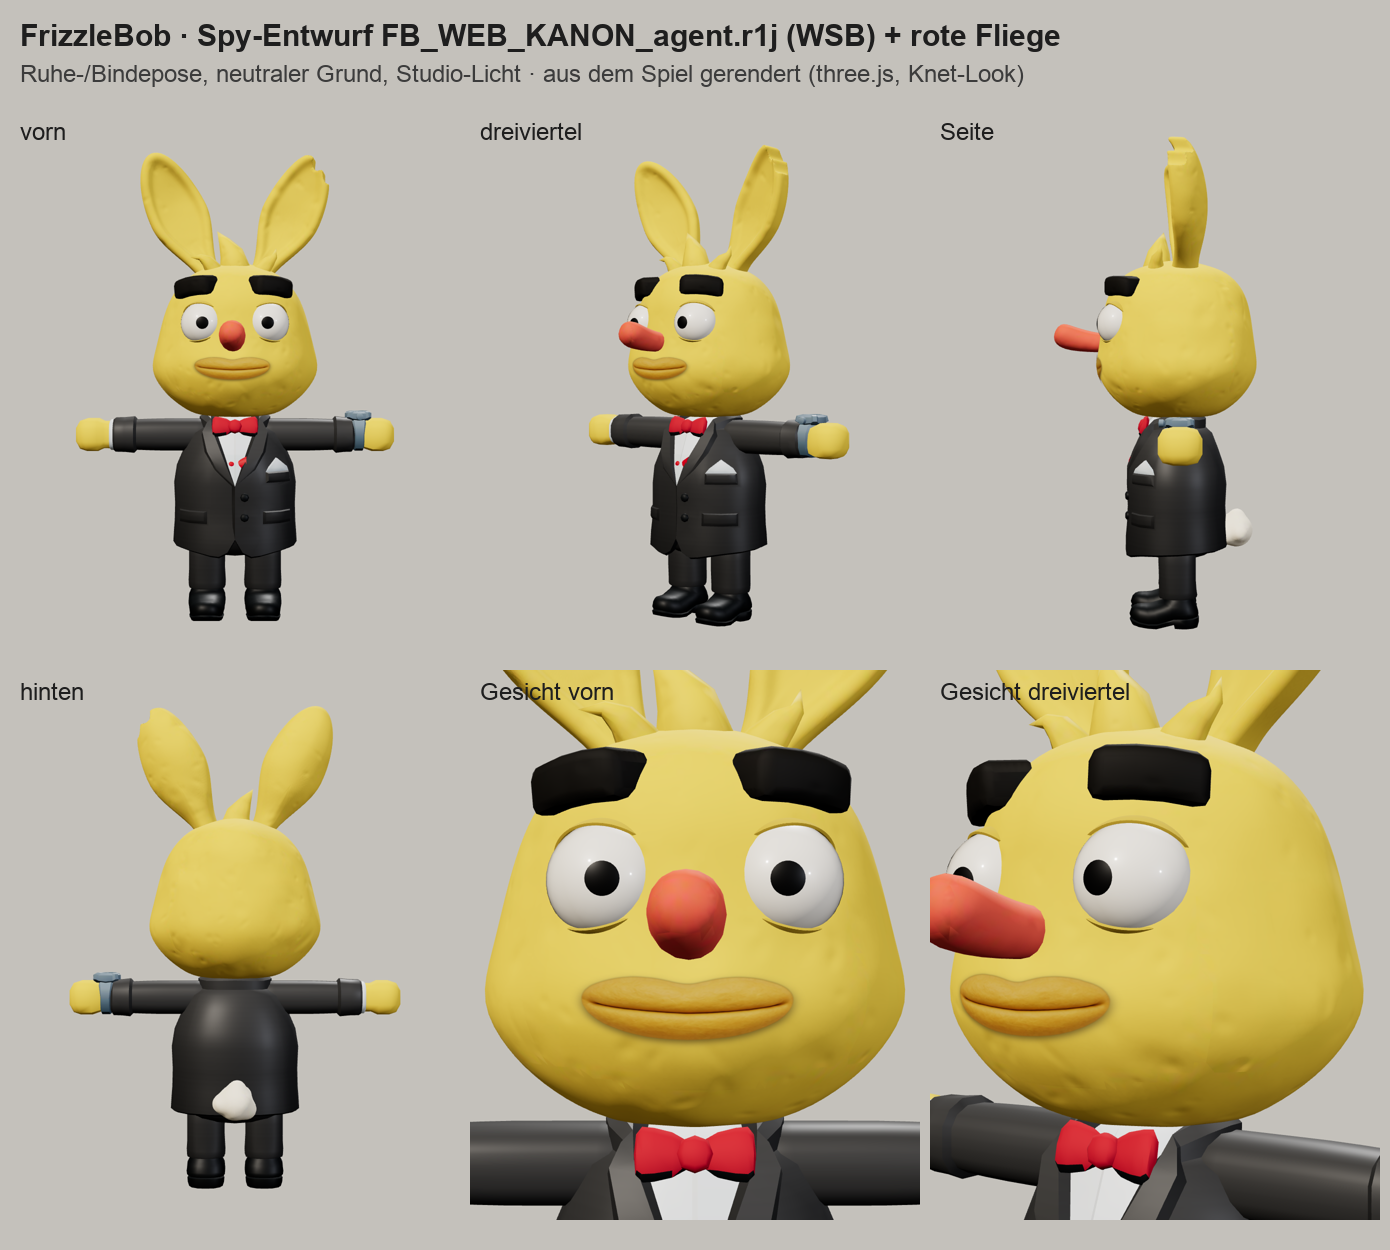 FrizzleBob · Spy-Entwurf FB_WEB_KANON_agent.r1j (WSB) + rote Fliege
Ruhe-/Bindepose, neutraler Grund, Studio-Licht · aus dem Spiel gerendert (three.js, Knet-Look)
vorn
dreiviertel
Seite
hinten
Gesicht vorn
Gesicht dreiviertel